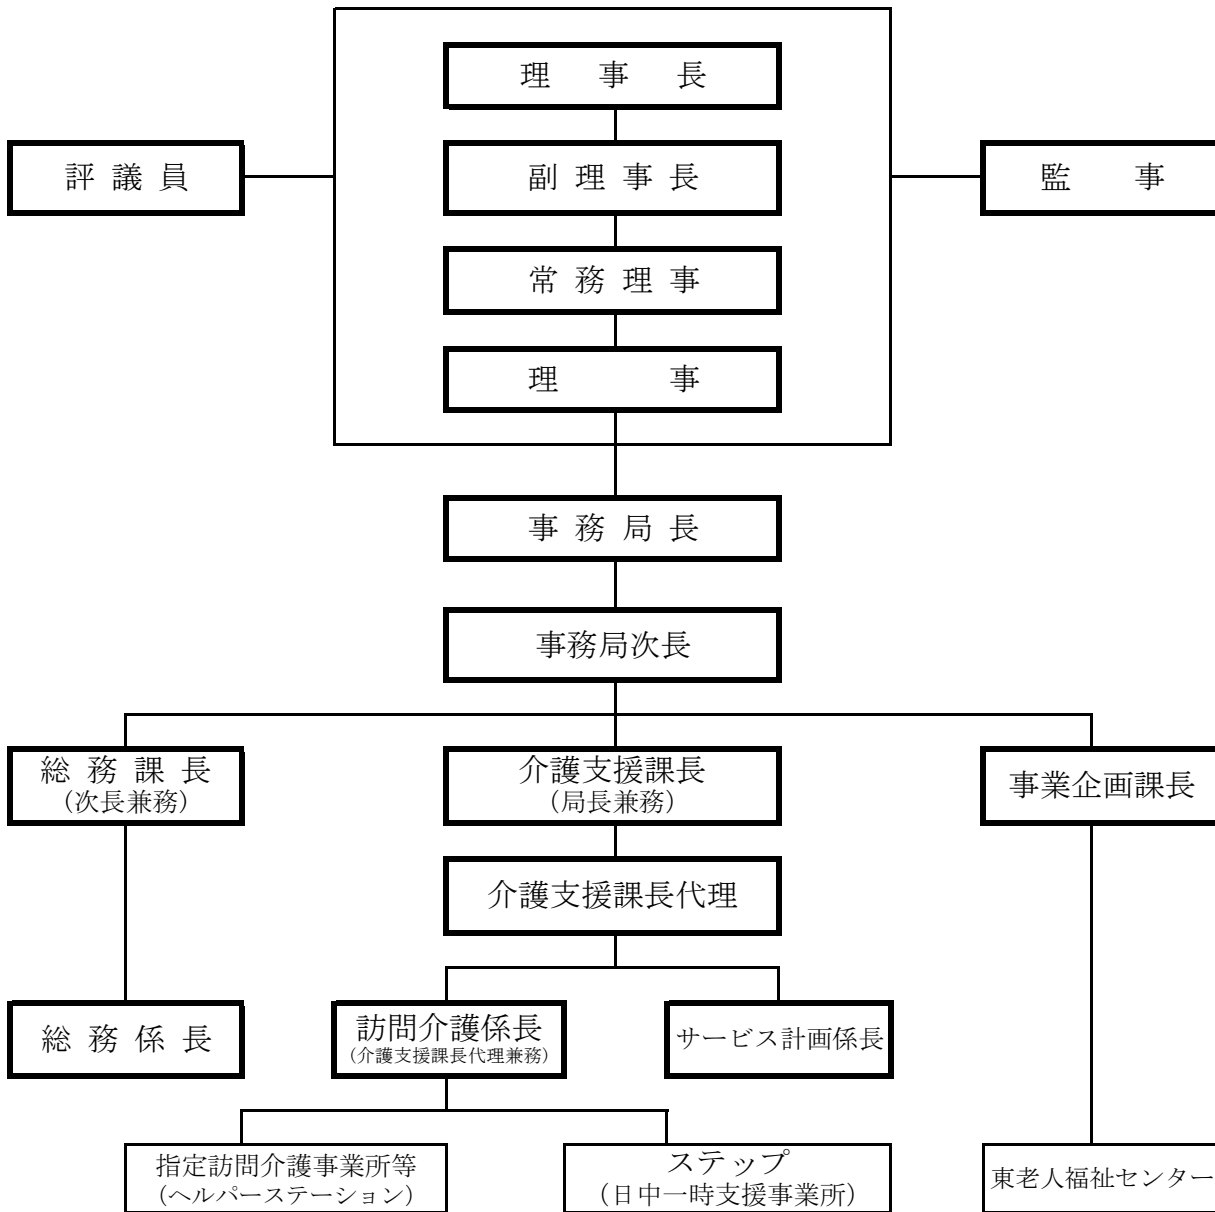 理事長
評議員
副理事長
監事
常務理事
理事
事務局長
事務局次長
総務課長
(次長兼務)
介護支援課長
(局長兼務)
事業企画課長
介護支援課長代理
総務係長
訪問介護係長
(介護支援課長代理兼務)
サービス計画係長
指定訪問介護事業所等
(ヘルパーステーション)
ステップ
(日中一時支援事業所)
東老人福祉センター